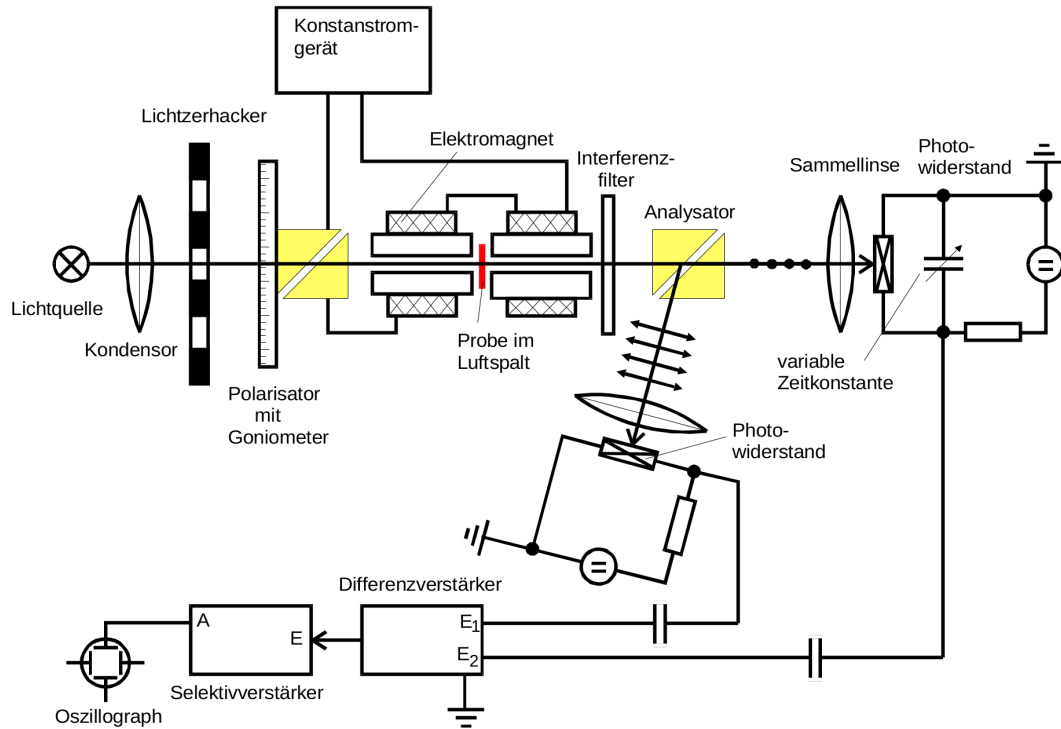 Konstanstrom-
gerät
Lichtzerhacker
Elektromagnet
Interferenz-
filter
Photo-
widerstand
Sammellinse
Analysator
Lichtquelle
Kondensor
Probe im
Luftspalt
variable
Zeitkonstante
Polarisator
mit
Goniometer
Photo-
widerstand
Differenzverstärker
A
E
E1
E2
Selektivverstärker
Oszillograph